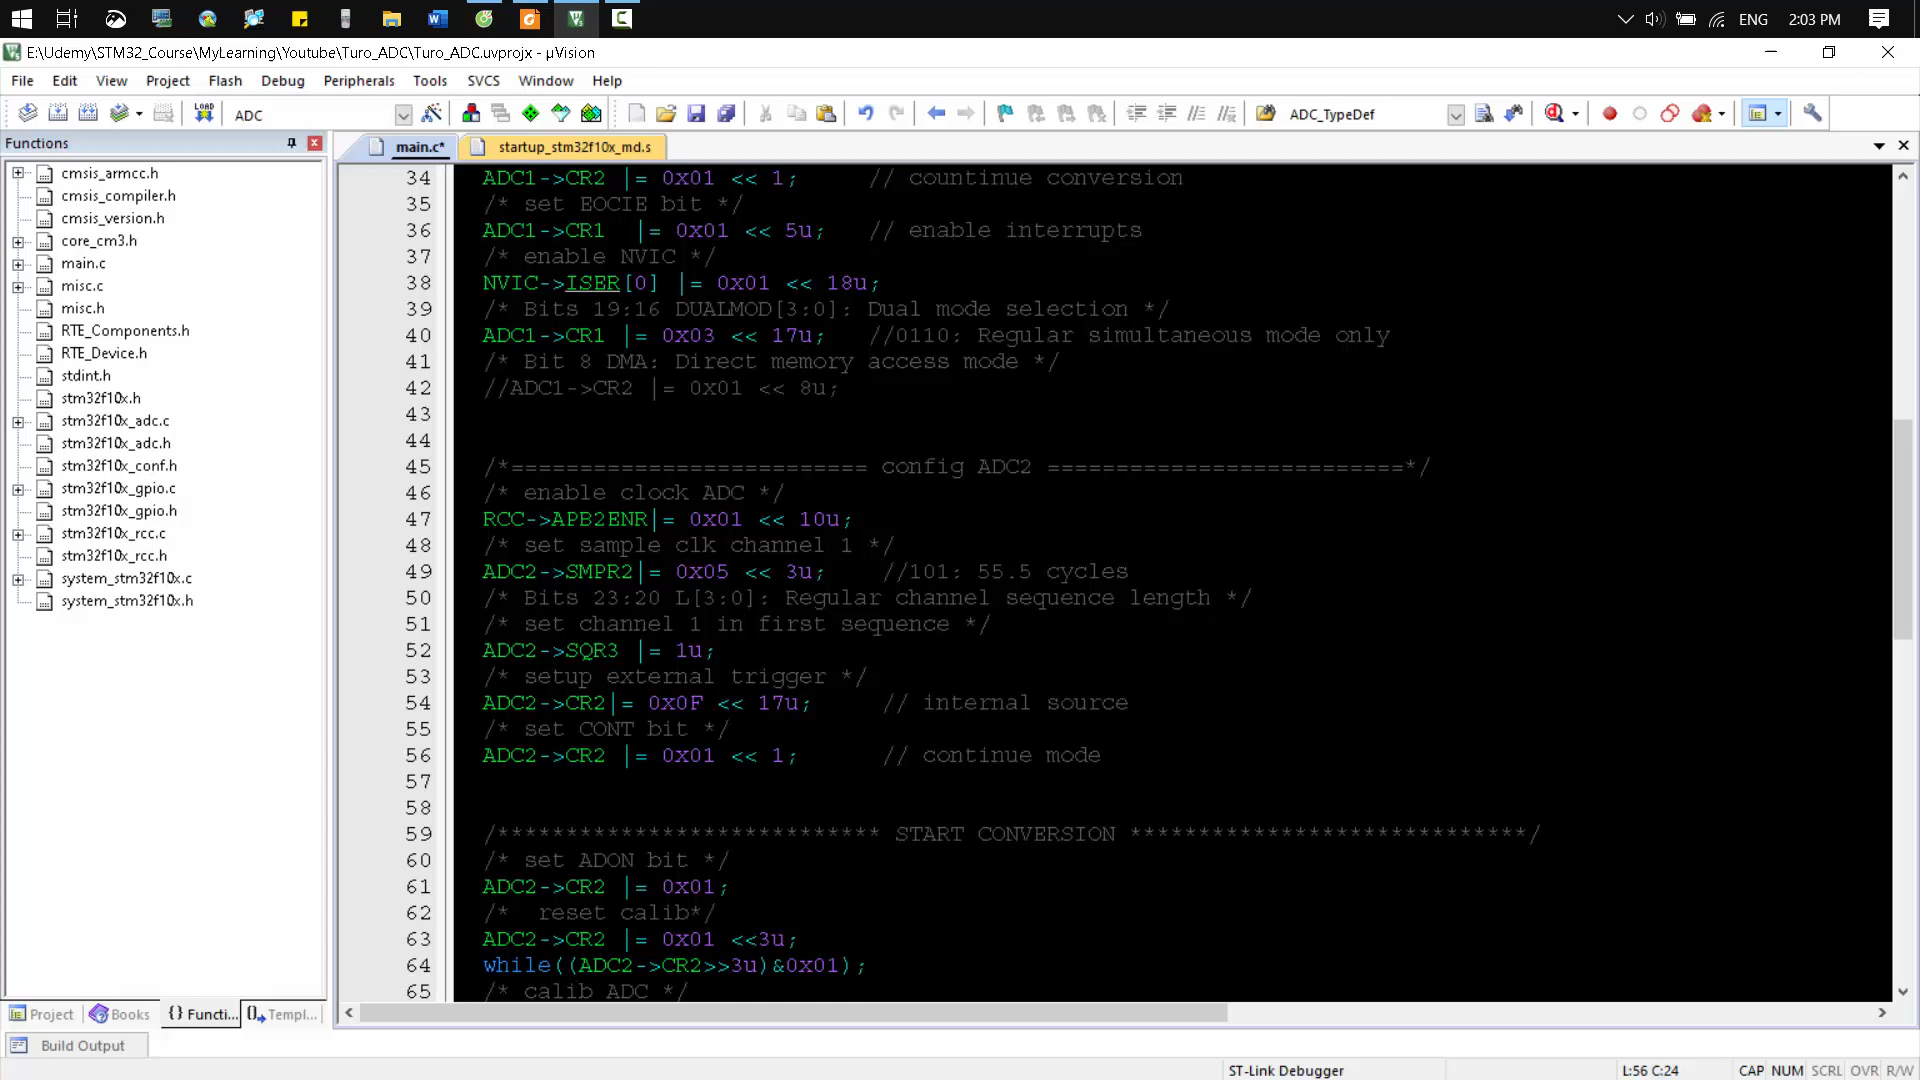 ENG
2:03 PM
E:\Udemy\STM32_Course\MyLearning\Youtube\Turo_ADC\Turo_ADC.uvprojx - µVision
File Edit View Project Flash Debug Peripherals Tools SVCS Window Help
LOAD
ADC
ADC_TypeDef
Functions
main.c*
startup_stm32f10x_md.s
cmsis_armcc.h
cmsis_compiler.h
cmsis_version.h
core_cm3.h
main.c
misc.c
misc.h
RTE_Components.h
RTE_Device.h
stdint.h
stm32f10x.h
stm32f10x_adc.c
stm32f10x_adc.h
stm32f10x_conf.h
stm32f10x_gpio.c
stm32f10x_gpio.h
stm32f10x_rcc.c
stm32f10x_rcc.h
system_stm32f10x.c
system_stm32f10x.h
34 ADC1->CR2 |= 0x01 << 1; // countinue conversion
35 /* set EOCIE bit */
36 ADC1->CR1 |= 0x01 << 5u; // enable interrupts
37 /* enable NVIC */
38 NVIC->ISER[0] |= 0x01 << 18u;
39 /* Bits 19:16 DUALMOD[3:0]: Dual mode selection */
40 ADC1->CR1 |= 0x03 << 17u; //0110: Regular simultaneous mode only
41 /* Bit 8 DMA: Direct memory access mode */
42 //ADC1->CR2 |= 0x01 << 8u;
43
44
45 /*========================== config ADC2 ==========================*/
46 /* enable clock ADC */
47 RCC->APB2ENR|= 0x01 << 10u;
48 /* set sample clk channel 1 */
49 ADC2->SMPR2|= 0x05 << 3u; //101: 55.5 cycles
50 /* Bits 23:20 L[3:0]: Regular channel sequence length */
51 /* set channel 1 in first sequence */
52 ADC2->SQR3 |= 1u;
53 /* setup external trigger */
54 ADC2->CR2|= 0x0F << 17u; // internal source
55 /* set CONT bit */
56 ADC2->CR2 |= 0x01 << 1; // continue mode
57
58
59 /**************************** START CONVERSION *****************************/
60 /* set ADON bit */
61 ADC2->CR2 |= 0x01;
62 /* reset calib*/
63 ADC2->CR2 |= 0x01 <<3u;
64 while((ADC2->CR2>>3u)&0x01);
65 /* calib ADC */
Project Books {} Functi... Templ...
Build Output
ST-Link Debugger
L:56 C:24
CAP NUM SCRL OVR R/W